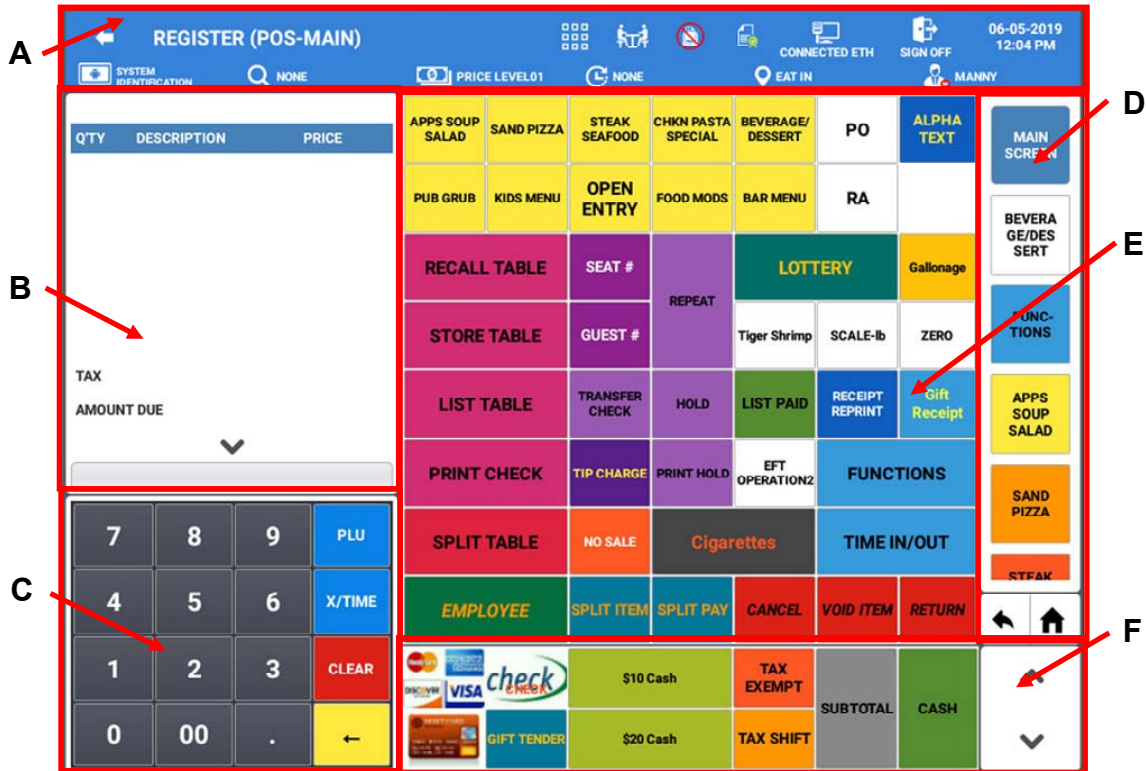 A
REGISTER (POS-MAIN)
CONNECTED ETH
SIGN OFF
06-05-2019
12:04 PM
SYSTEM
IDENTIFICATION
NONE
PRICE LEVEL01
NONE
EAT IN
MANNY
B
Q'TY DESCRIPTION PRICE
TAX
AMOUNT DUE
C
7 8 9 PLU
4 5 6 X/TIME
1 2 3 CLEAR
0 00 . ←
APPS SOUP
SALAD
SAND PIZZA
STEAK
SEAFOOD
CHKN PASTA
SPECIAL
BEVERAGE/
DESSERT
PO
ALPHA
TEXT
PUB GRUB
KIDS MENU
OPEN
ENTRY
FOOD MODS
BAR MENU
RA
RECALL TABLE
SEAT #
REPEAT
LOTTERY
Gallonage
STORE TABLE
GUEST #
Tiger Shrimp
SCALE-lb
ZERO
LIST TABLE
TRANSFER
CHECK
HOLD
LIST PAID
RECEIPT
REPRINT
Gift
Receipt
PRINT CHECK
TIP CHARGE
PRINT HOLD
EFT
OPERATION2
FUNCTIONS
SPLIT TABLE
NO SALE
Cigarettes
TIME IN/OUT
EMPLOYEE
SPLIT ITEM
SPLIT PAY
CANCEL
VOID ITEM
RETURN
DISCOVER
VISA
check
CHECK
$10 Cash
TAX
EXEMPT
SUBTOTAL
CASH
GIFT TENDER
$20 Cash
TAX SHIFT
D
MAIN
SCREEN
BEVERA
GE/DES
SERT
E
FUNC-
TIONS
APPS
SOUP
SALAD
SAND
PIZZA
STEAK
F